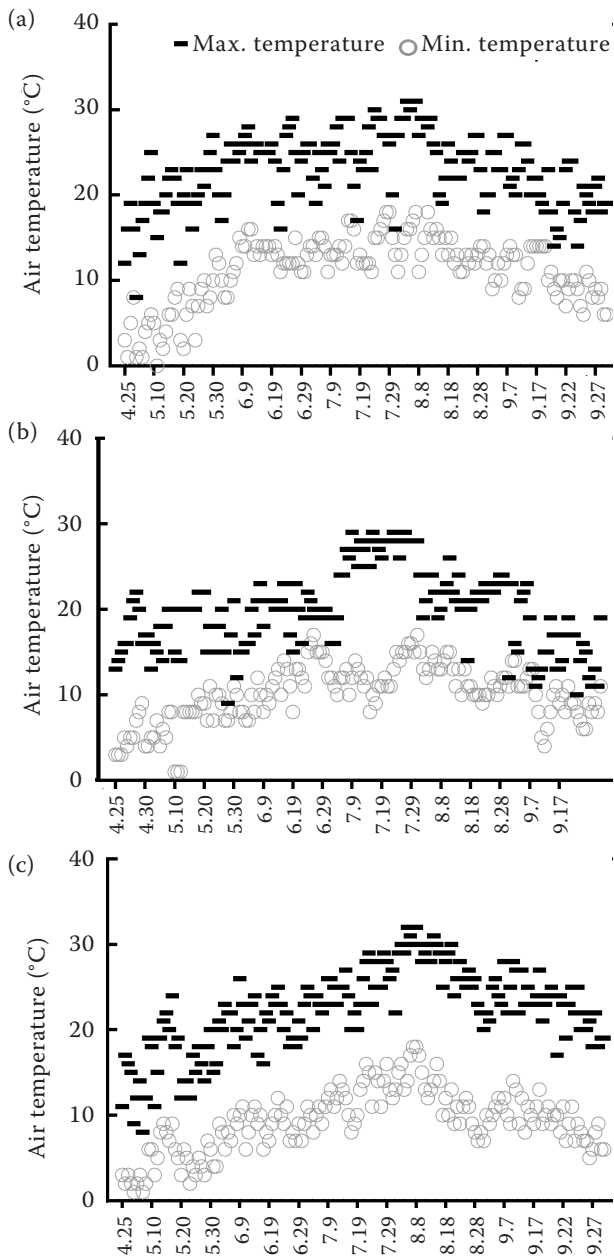 (a)
Max. temperature Min. temperature
Air temperature (°C)
40
30
20
10
0
4.25 5.10 5.20 5.30 6.9 6.19 6.29 7.9 7.19 7.29 8.8 8.18 8.28 9.7 9.17 9.22 9.27
(b)
Air temperature (°C)
40
30
20
10
0
4.25 4.30 5.10 5.20 5.30 6.9 6.19 6.29 7.9 7.19 7.29 8.8 8.18 8.28 9.7 9.17
(c)
Air temperature (°C)
40
30
20
10
0
4.25 5.10 5.20 5.30 6.9 6.19 6.29 7.9 7.19 7.29 8.8 8.18 8.28 9.7 9.17 9.22 9.27